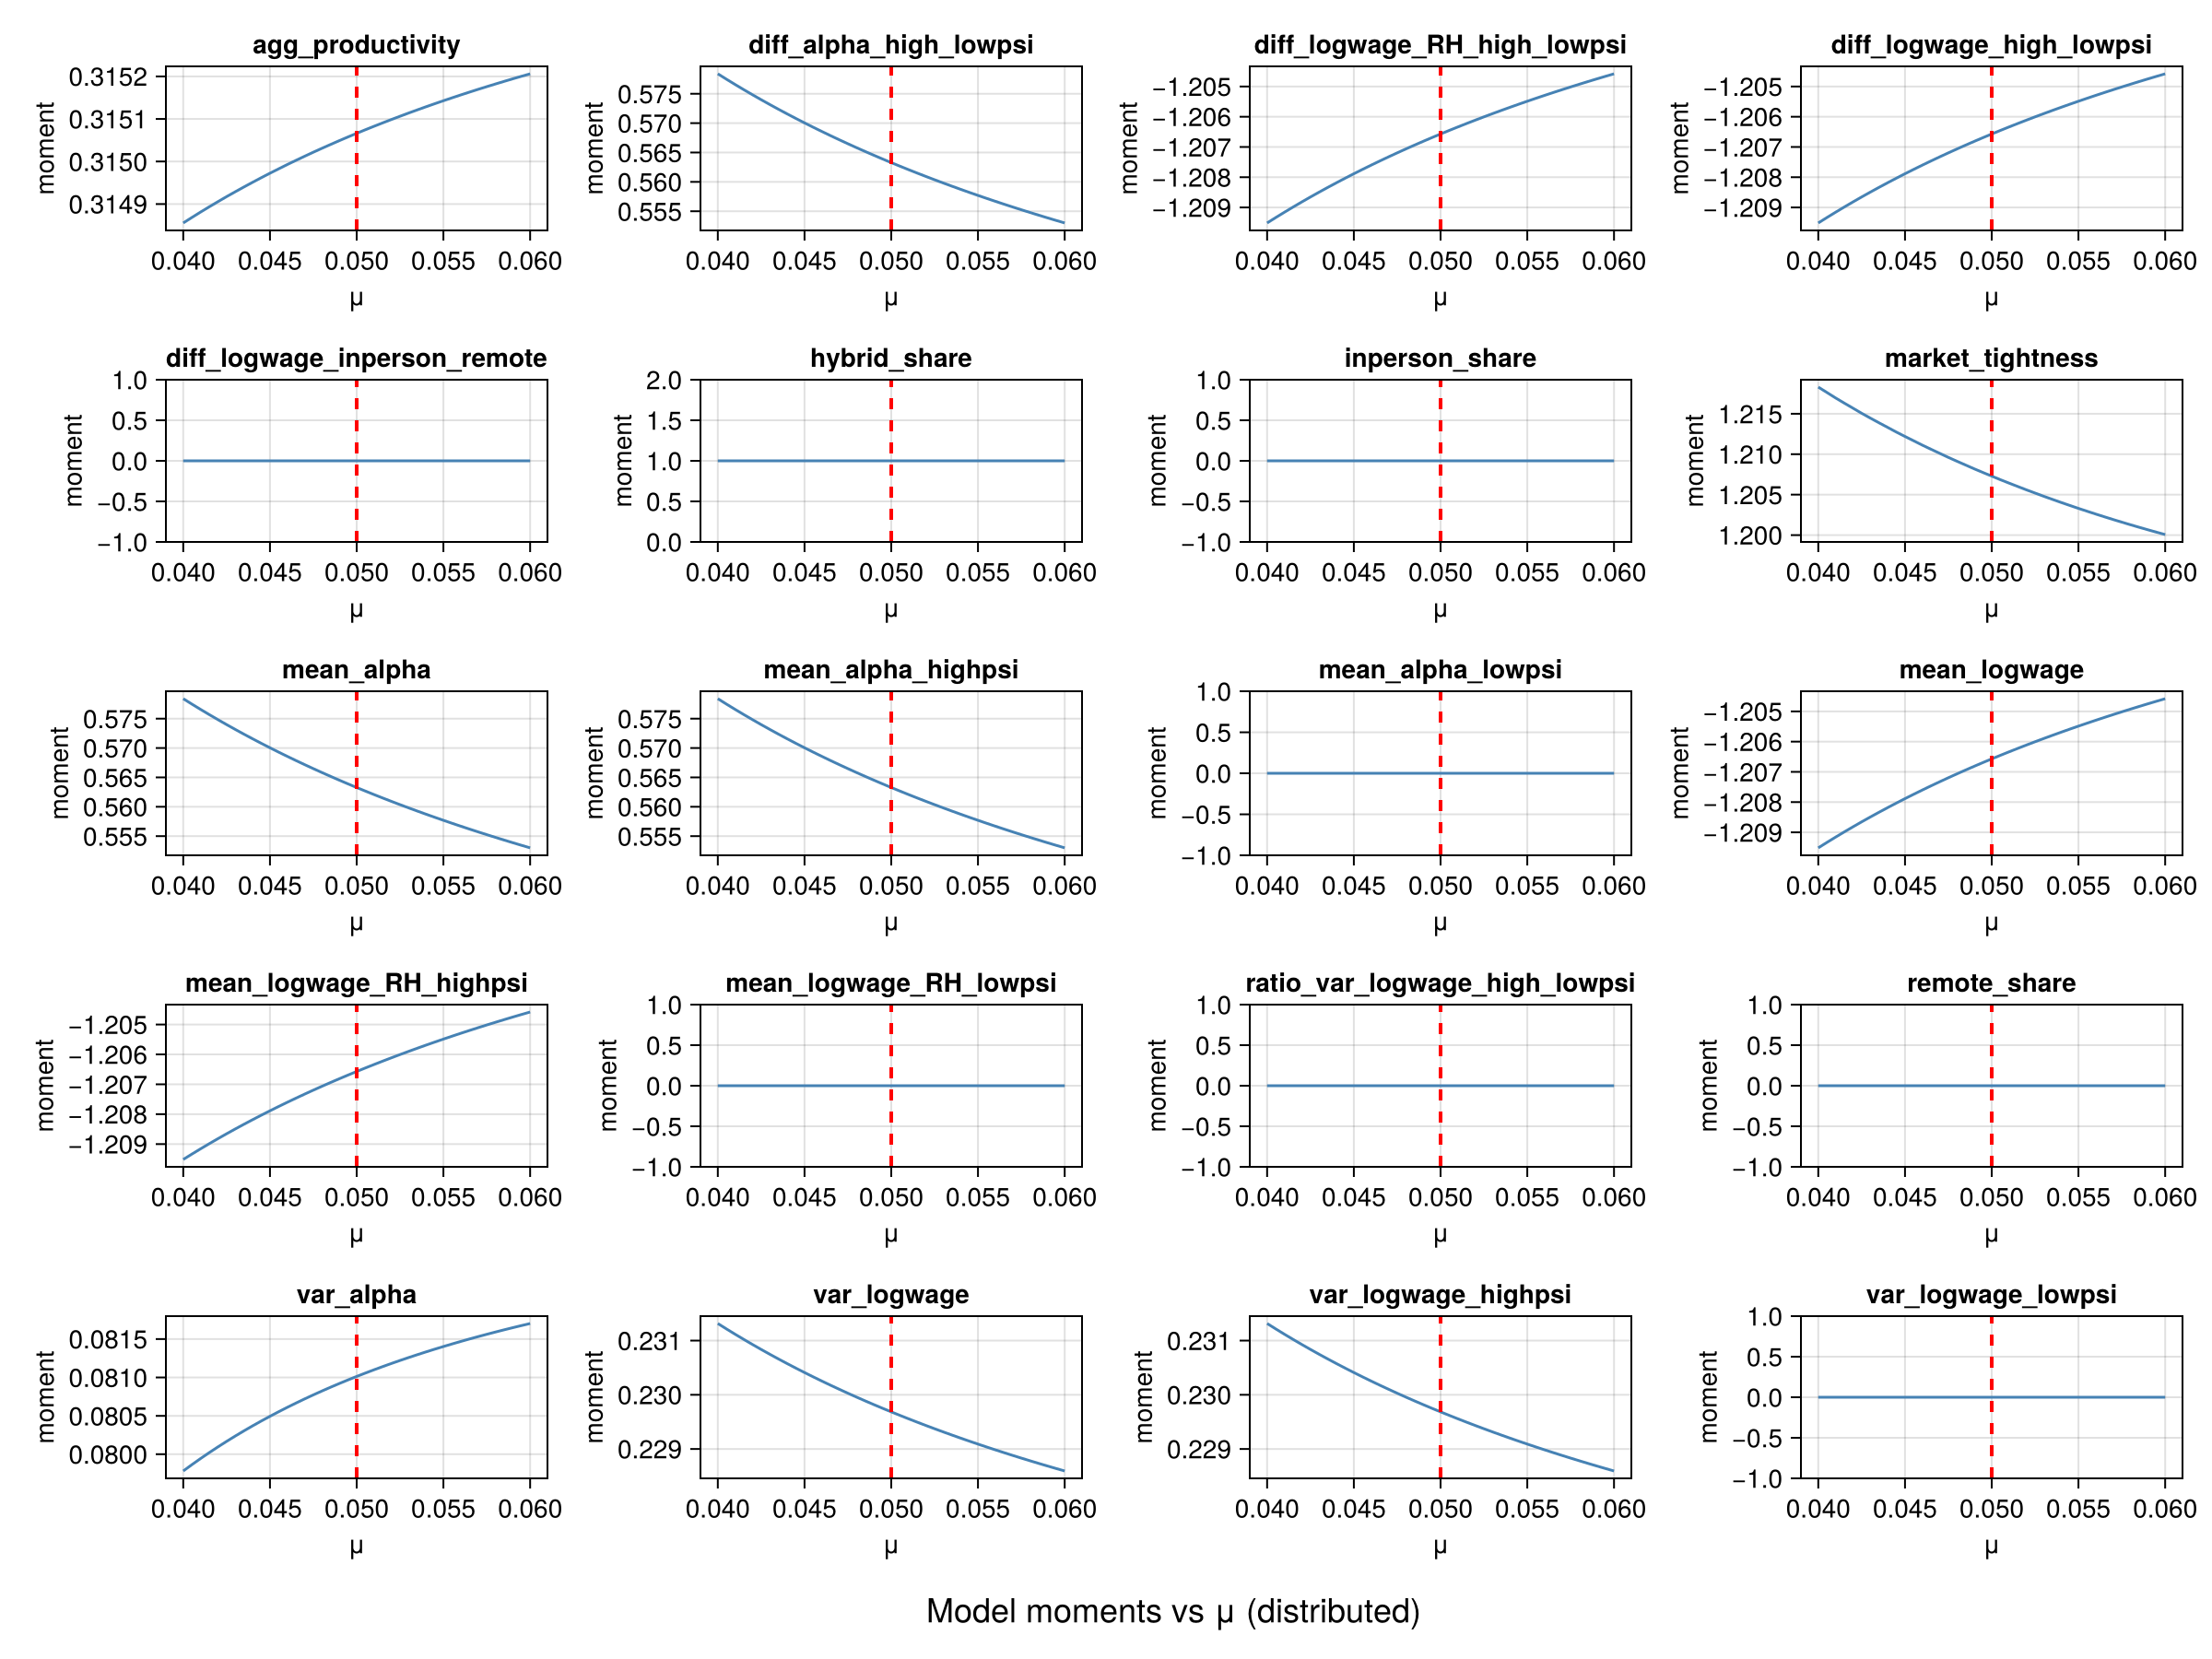 agg_productivity
moment
0.3152
0.3151
0.3150
0.3149
0.040 0.045 0.050 0.055 0.060
μ
diff_alpha_high_lowpsi
moment
0.575
0.570
0.565
0.560
0.555
0.040 0.045 0.050 0.055 0.060
μ
diff_logwage_RH_high_lowpsi
moment
−1.205
−1.206
−1.207
−1.208
−1.209
0.040 0.045 0.050 0.055 0.060
μ
diff_logwage_high_lowpsi
moment
−1.205
−1.206
−1.207
−1.208
−1.209
0.040 0.045 0.050 0.055 0.060
μ
diff_logwage_inperson_remote
moment
1.0
0.5
0.0
−0.5
−1.0
0.040 0.045 0.050 0.055 0.060
μ
hybrid_share
moment
2.0
1.5
1.0
0.5
0.0
0.040 0.045 0.050 0.055 0.060
μ
inperson_share
moment
1.0
0.5
0.0
−0.5
−1.0
0.040 0.045 0.050 0.055 0.060
μ
market_tightness
moment
1.215
1.210
1.205
1.200
0.040 0.045 0.050 0.055 0.060
μ
mean_alpha
moment
0.575
0.570
0.565
0.560
0.555
0.040 0.045 0.050 0.055 0.060
μ
mean_alpha_highpsi
moment
0.575
0.570
0.565
0.560
0.555
0.040 0.045 0.050 0.055 0.060
μ
mean_alpha_lowpsi
moment
1.0
0.5
0.0
−0.5
−1.0
0.040 0.045 0.050 0.055 0.060
μ
mean_logwage
moment
−1.205
−1.206
−1.207
−1.208
−1.209
0.040 0.045 0.050 0.055 0.060
μ
mean_logwage_RH_highpsi
moment
−1.205
−1.206
−1.207
−1.208
−1.209
0.040 0.045 0.050 0.055 0.060
μ
mean_logwage_RH_lowpsi
moment
1.0
0.5
0.0
−0.5
−1.0
0.040 0.045 0.050 0.055 0.060
μ
ratio_var_logwage_high_lowpsi
moment
1.0
0.5
0.0
−0.5
−1.0
0.040 0.045 0.050 0.055 0.060
μ
remote_share
moment
1.0
0.5
0.0
−0.5
−1.0
0.040 0.045 0.050 0.055 0.060
μ
var_alpha
moment
0.0815
0.0810
0.0805
0.0800
0.040 0.045 0.050 0.055 0.060
μ
var_logwage
moment
0.231
0.230
0.229
0.040 0.045 0.050 0.055 0.060
μ
var_logwage_highpsi
moment
0.231
0.230
0.229
0.040 0.045 0.050 0.055 0.060
μ
var_logwage_lowpsi
moment
1.0
0.5
0.0
−0.5
−1.0
0.040 0.045 0.050 0.055 0.060
μ
Model moments vs μ (distributed)